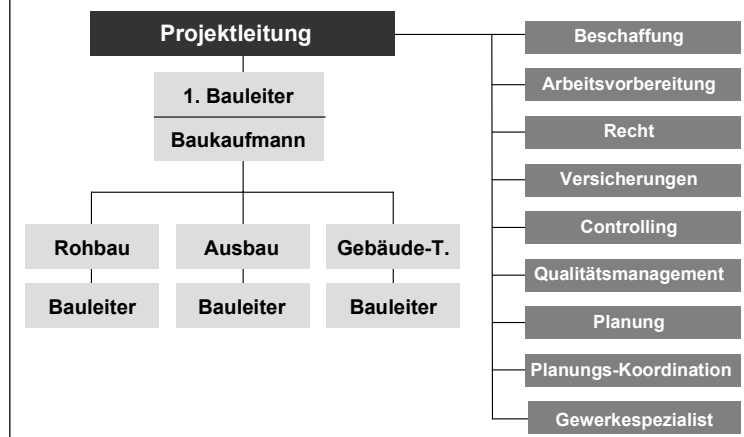 Projektleitung
1. Bauleiter
Baukaufmann
Rohbau
Ausbau
Gebäude-T.
Bauleiter
Bauleiter
Bauleiter
Beschaffung
Arbeitsvorbereitung
Recht
Versicherungen
Controlling
Qualitätsmanagement
Planung
Planungs-Koordination
Gewerkespezialist